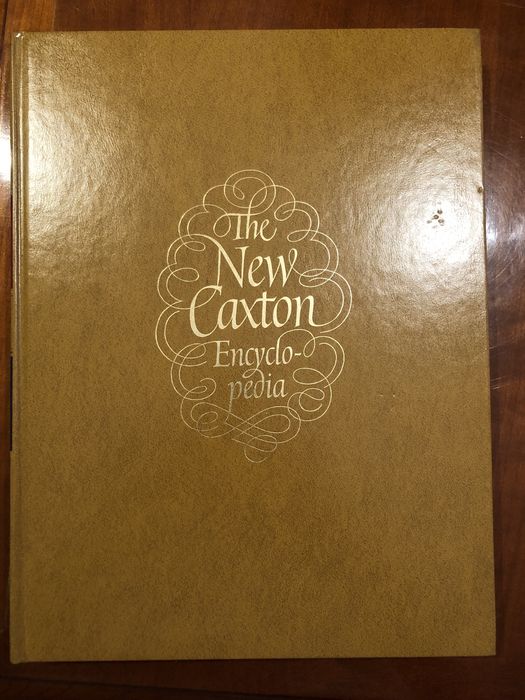 The
New
Caxton
Encyclo-
pedia